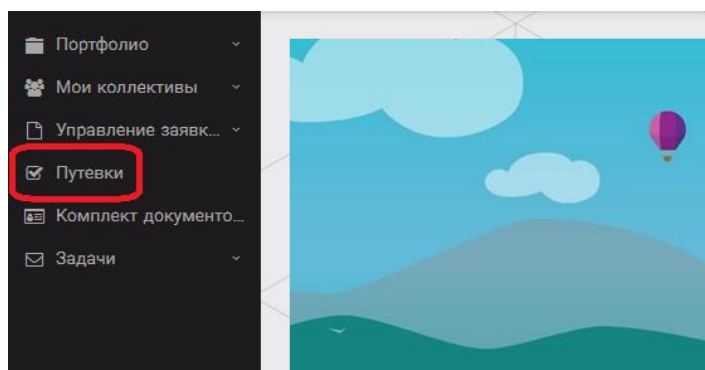 Портфолио
Мои коллективы
Управление заявк...
Путевки
Комплект документо...
Задачи